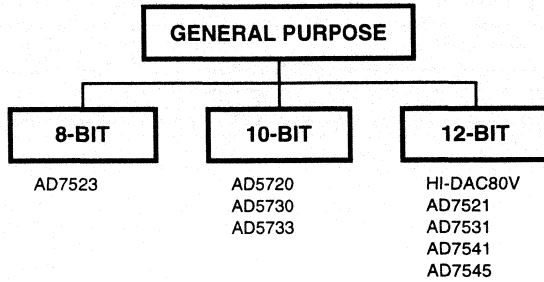 GENERAL PURPOSE
8-BIT
AD7523
10-BIT
AD5720
AD5730
AD5733
12-BIT
HI-DAC80V
AD7521
AD7531
AD7541
AD7545